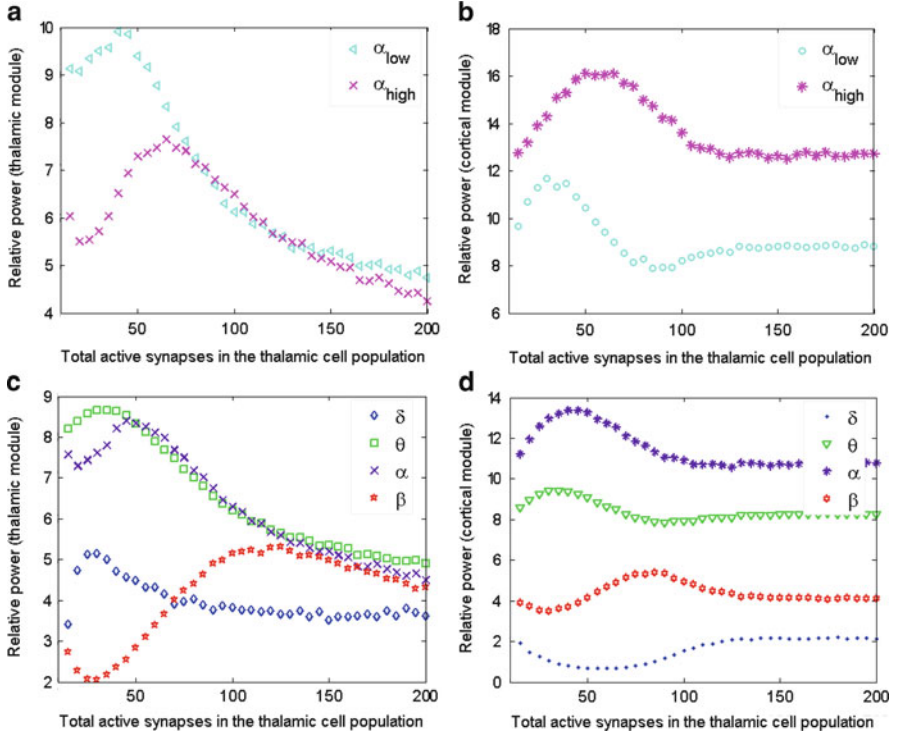 a
Relative power (thalamic module)
10
9
8
7
6
5
4
50
100
150
200
α low
α high
Total active synapses in the thalamic cell population
b
Relative power (cortical module)
18
16
14
12
10
8
6
50
100
150
200
α low
α high
Total active synapses in the thalamic cell population
c
Relative power (thalamic module)
9
8
7
6
5
4
3
2
50
100
150
200
δ
θ
α
β
Total active synapses in the thalamic cell population
d
Relative power (cortical module)
14
12
10
8
6
4
2
0
50
100
150
200
δ
θ
α
β
Total active synapses in the thalamic cell population